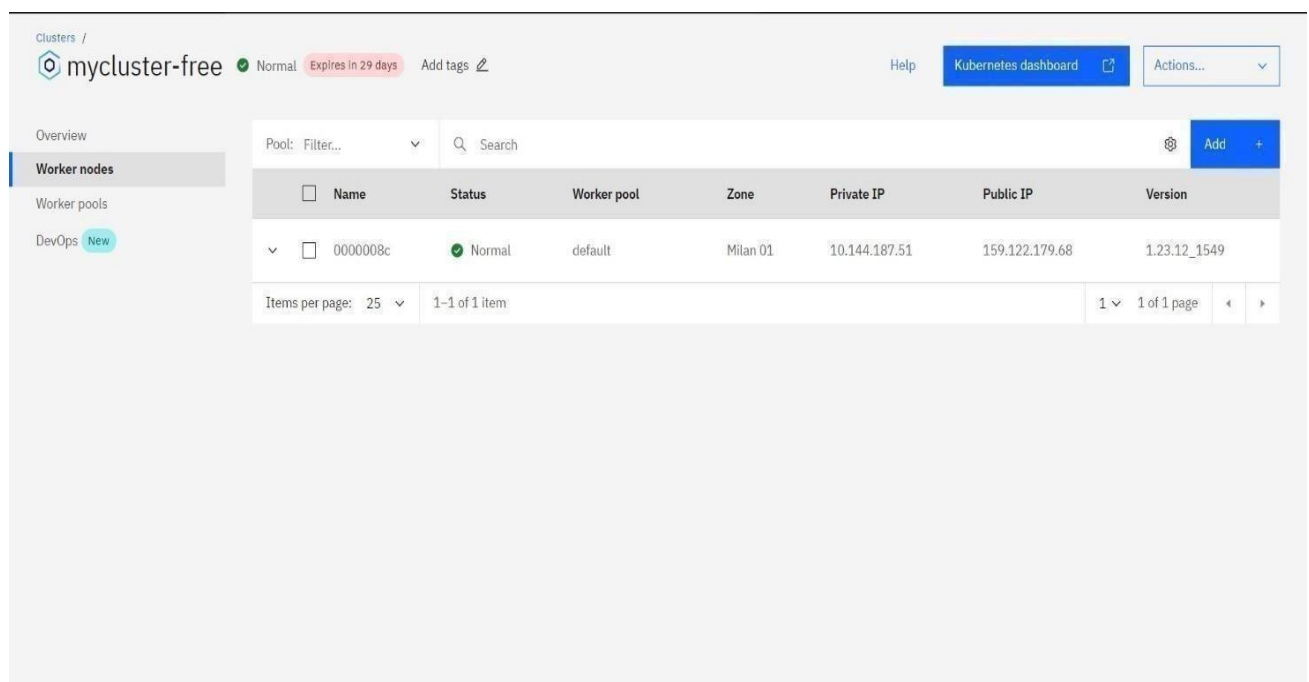 Clusters /
mycluster-free Normal Expires in 29 days Add tags Help Kubernetes dashboard Actions...
Overview
Worker nodes
Worker pools
DevOps New
Pool: Filter... Search Add +
Name Status Worker pool Zone Private IP Public IP Version
0000008c Normal default Milan 01 10.144.187.51 159.122.179.68 1.23.12_1549
Items per page: 25 1–1 of 1 item 1 1 of 1 page